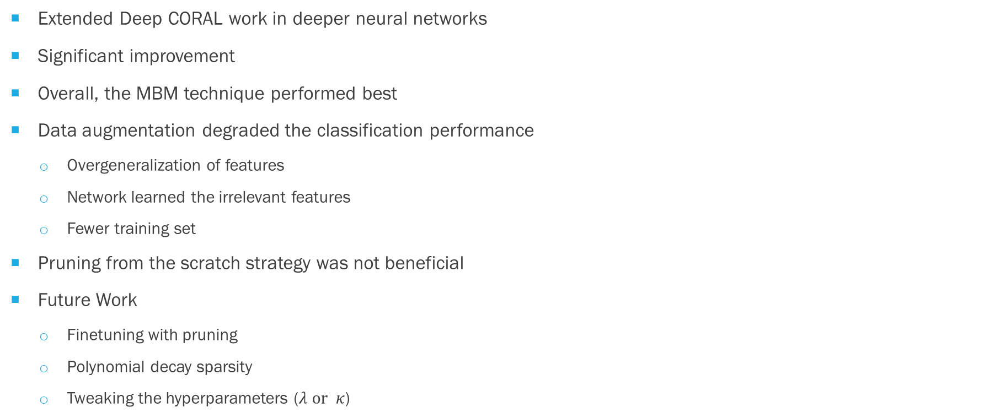 Extended Deep CORAL work in deeper neural networks
Significant improvement
Overall, the MBM technique performed best
Data augmentation degraded the classification performance
Overgeneralization of features
Network learned the irrelevant features
Fewer training set
Pruning from the scratch strategy was not beneficial
Future Work
Finetuning with pruning
Polynomial decay sparsity
Tweaking the hyperparameters (λ or κ)